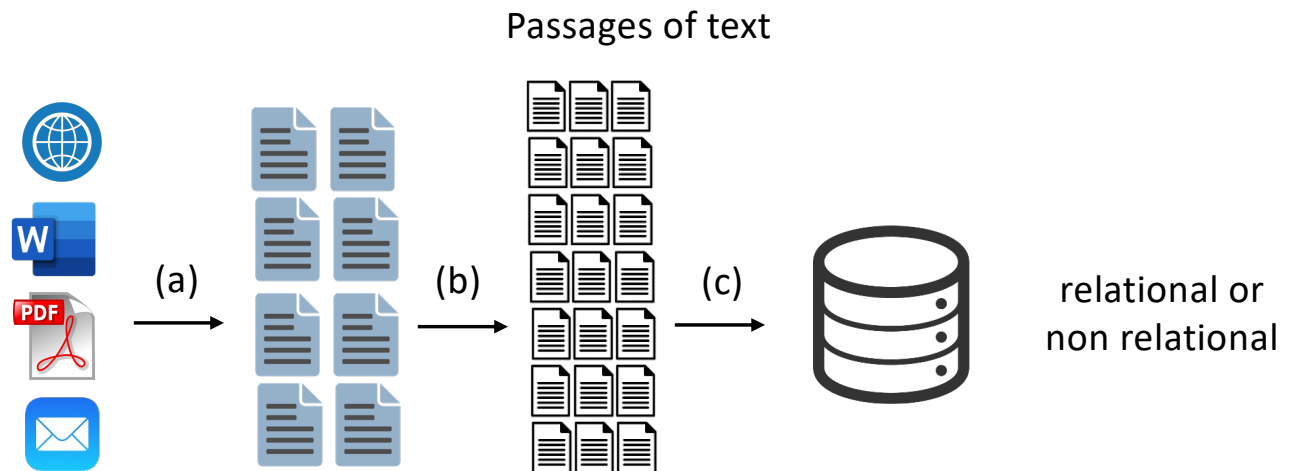 Passages of text
W
PDF
(a)
(b)
(c)
relational or
non relational